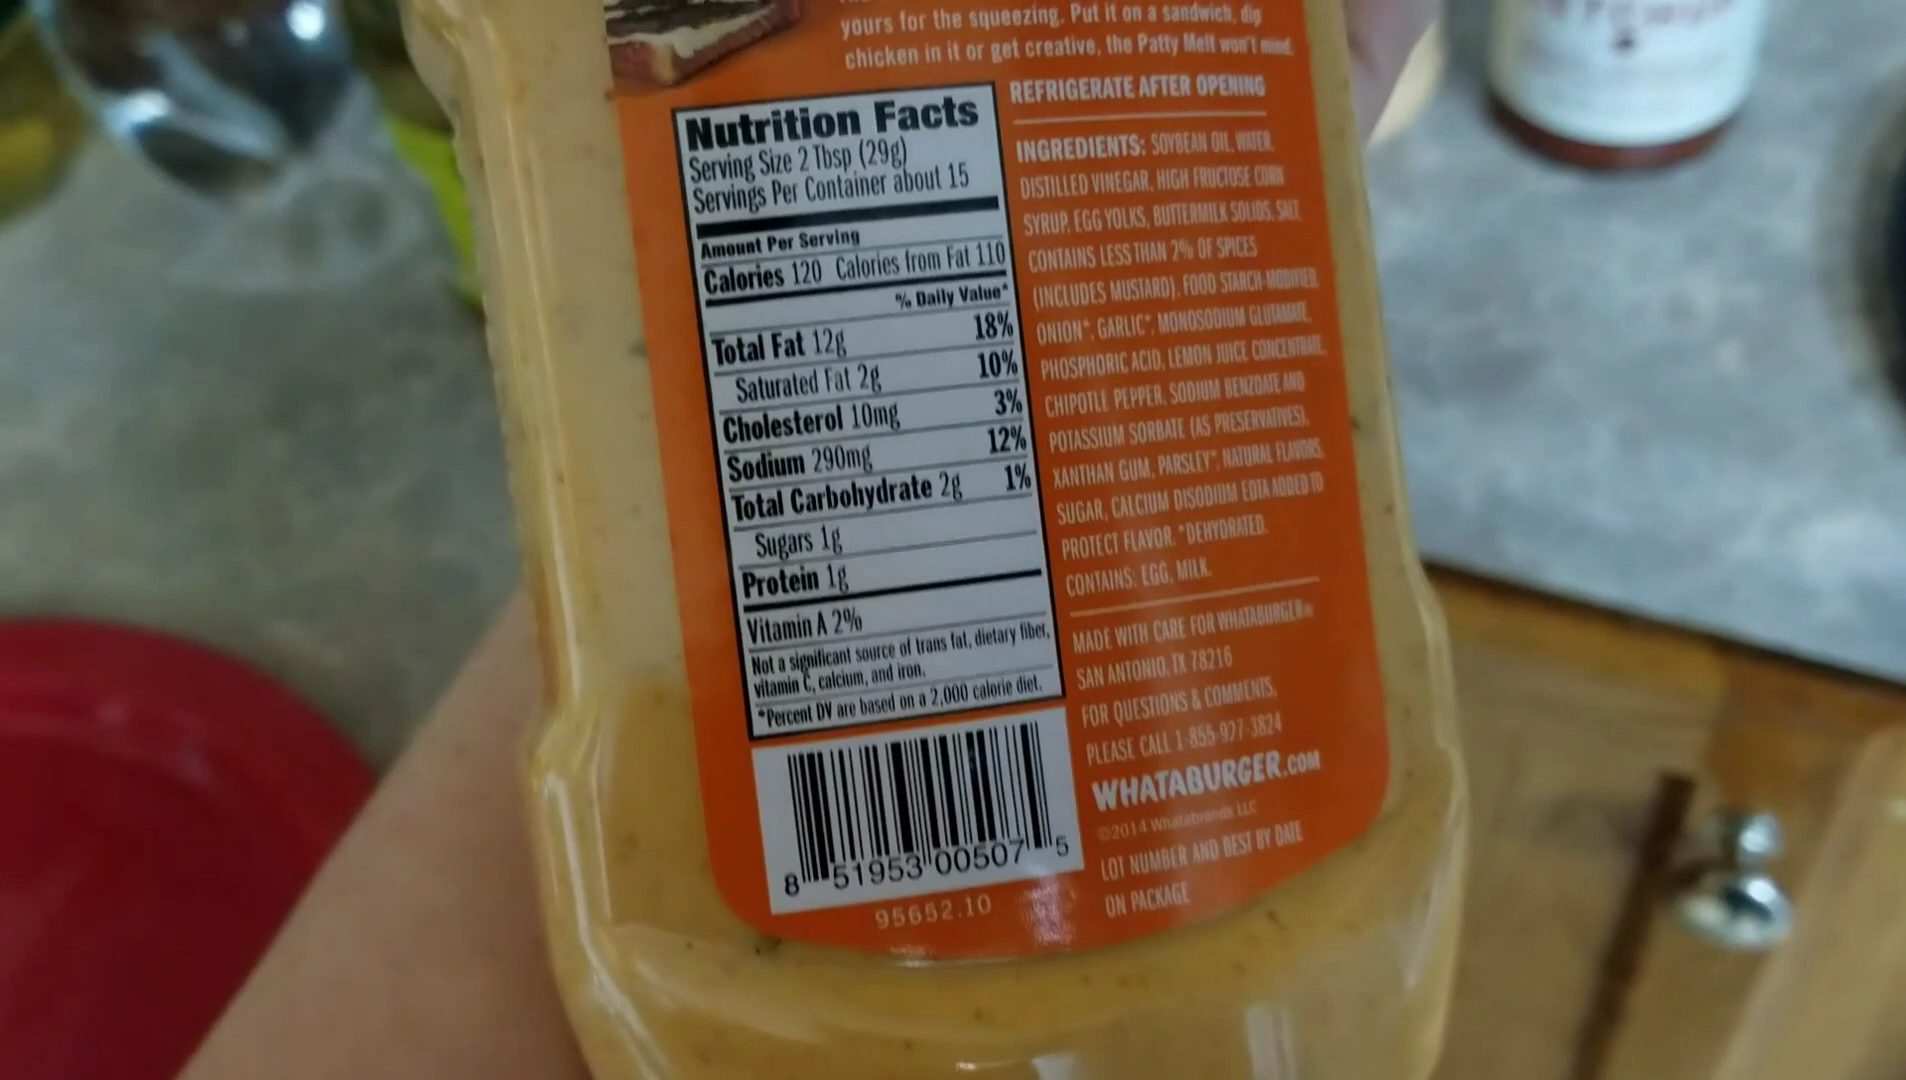 yours for the squeezing. Put it on a sandwich, dip
chicken in it or get creative, the Patty Melt won't mind.
Nutrition Facts
Serving Size 2 Tbsp (29g)
Servings Per Container about 15
Amount Per Serving
Calories 120 Calories from Fat 110
% Daily Value*
Total Fat 12g 18%
Saturated Fat 2g 10%
Cholesterol 10mg 3%
Sodium 290mg 12%
Total Carbohydrate 2g 1%
Sugars 1g
Protein 1g
Vitamin A 2%
Not a significant source of trans fat, dietary fiber,
vitamin C, calcium, and iron.
*Percent DV are based on a 2,000 calorie diet.
8 51953 00507 5
95652.10
REFRIGERATE AFTER OPENING
INGREDIENTS: SOYBEAN OIL, WATER,
DISTILLED VINEGAR, HIGH FRUCTOSE CORN
SYRUP, EGG YOLKS, BUTTERMILK SOLIDS, SALT,
CONTAINS LESS THAN 2% OF SPICES
(INCLUDES MUSTARD), FOOD STARCH-MODIFIED,
ONION*, GARLIC*, MONOSODIUM GLUTAMATE,
PHOSPHORIC ACID, LEMON JUICE CONCENTRATE,
CHIPOTLE PEPPER, SODIUM BENZOATE AND
POTASSIUM SORBATE (AS PRESERVATIVES),
XANTHAN GUM, PARSLEY*, NATURAL FLAVORS,
SUGAR, CALCIUM DISODIUM EDTA ADDED TO
PROTECT FLAVOR. *DEHYDRATED.
CONTAINS: EGG, MILK.
MADE WITH CARE FOR WHATABURGER®
SAN ANTONIO, TX 78216
FOR QUESTIONS & COMMENTS,
PLEASE CALL 1-855-927-3824
WHATABURGER.COM
©2014 Whatabrands LLC
LOT NUMBER AND BEST BY DATE
ON PACKAGE